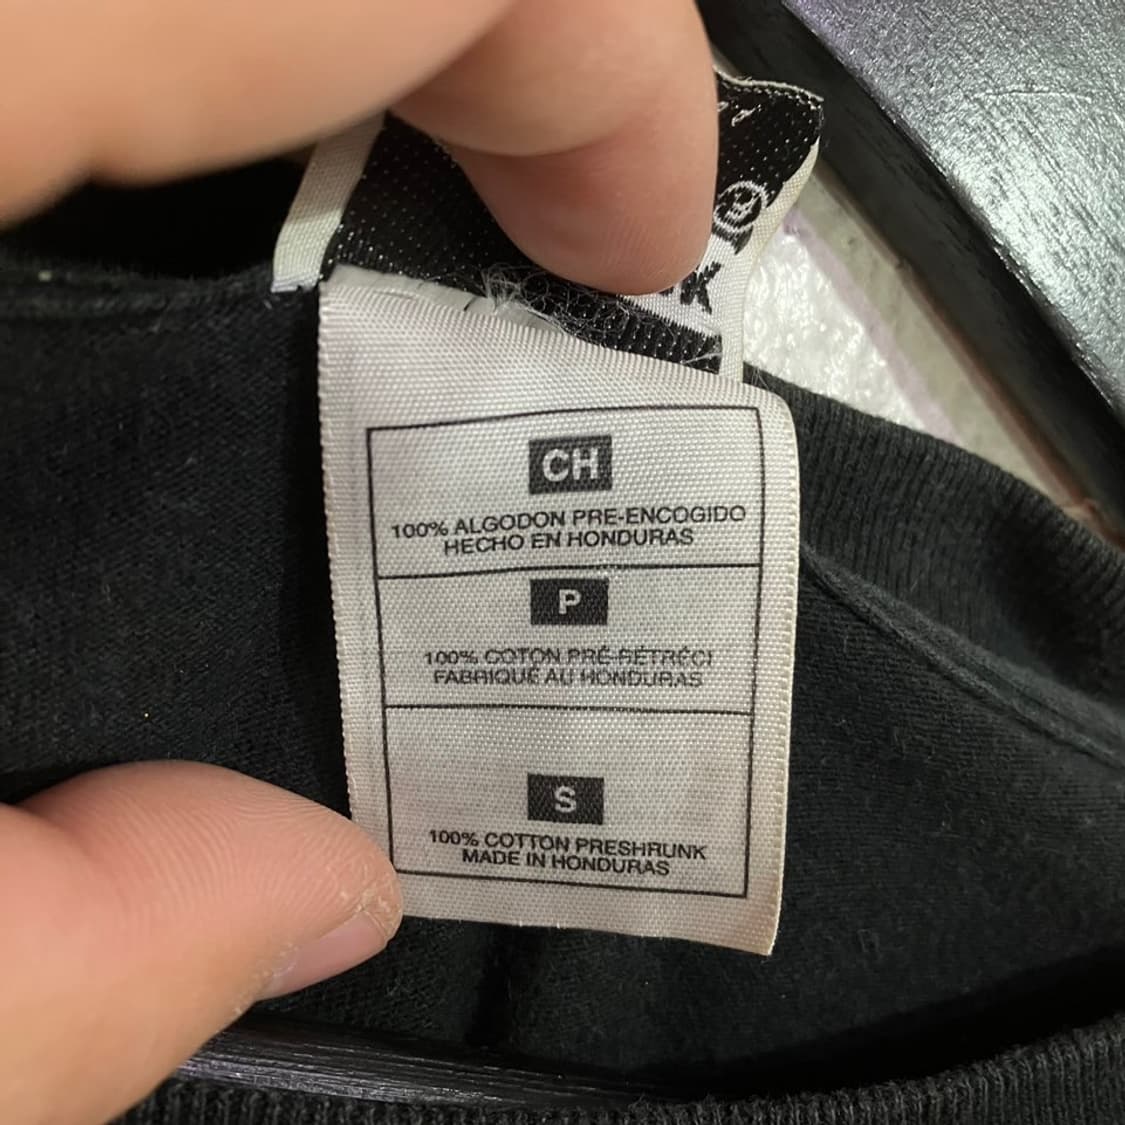 ®
K
CH
100% ALGODON PRE-ENCOGIDO
HECHO EN HONDURAS
P
100% COTON PRÉ-RÉTRÉCI
FABRIQUÉ AU HONDURAS
S
100% COTTON PRESHRUNK
MADE IN HONDURAS